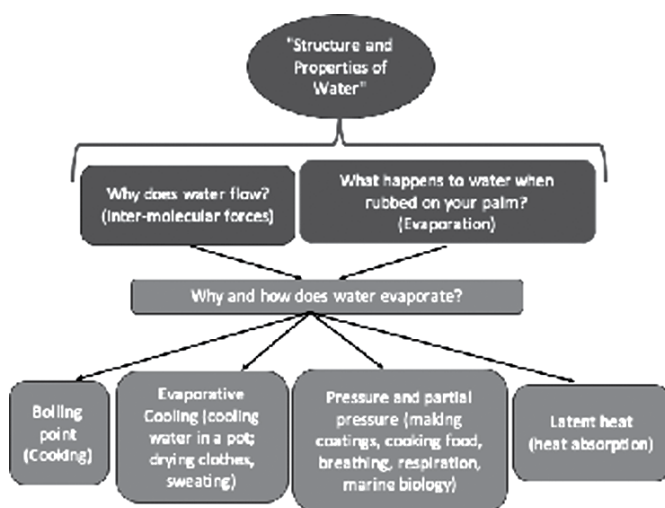 "Structure and
Properties of
Water"
Why does water flow?
(Inter-molecular forces)
What happens to water when
rubbed on your palm?
(Evaporation)
Why and how does water evaporate?
Boiling
point
(Cooking)
Evaporative
Cooling (cooling
water in a pot;
drying clothes,
sweating)
Pressure and partial
pressure (making
coatings, cooking food,
breathing, respiration,
marine biology)
Latent heat
(heat absorption)